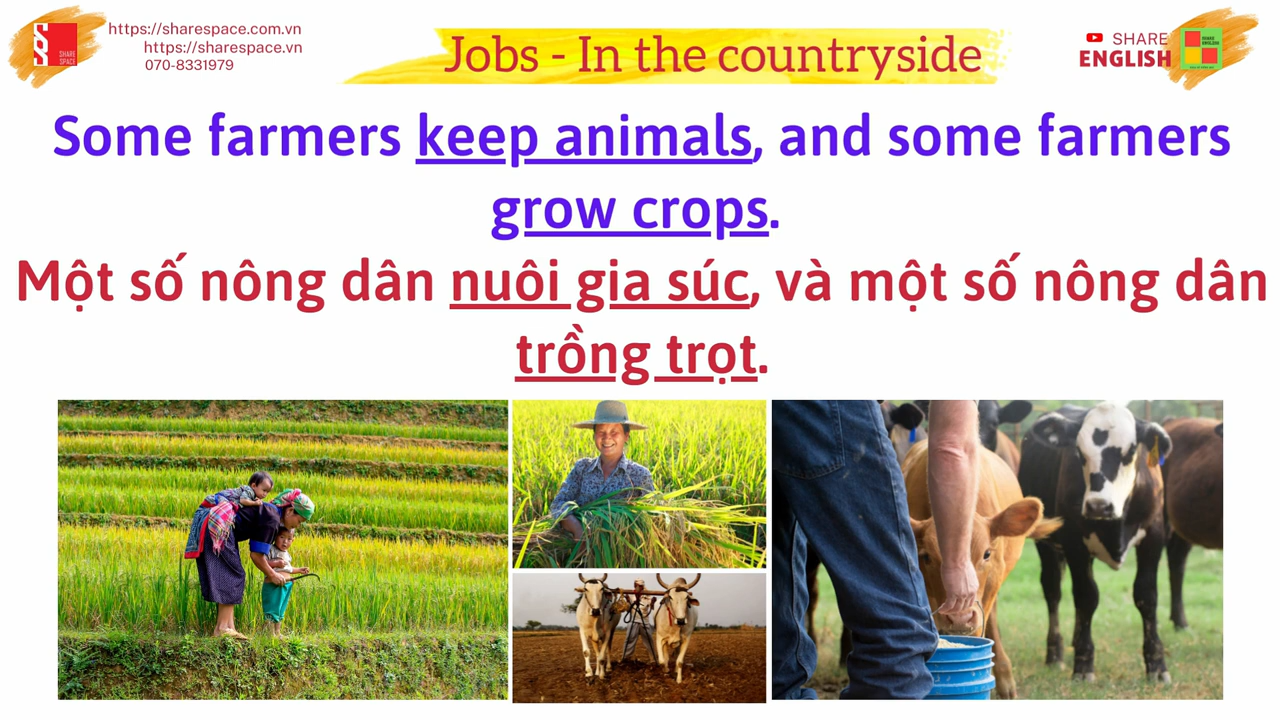 https://sharespace.com.vn
https://sharespace.vn
070-8331979
SHARE
SPACE
Jobs - In the countryside
SHARE
ENGLISH
Some farmers keep animals, and some farmers
grow crops.
Một số nông dân nuôi gia súc, và một số nông dân
trồng trọt.